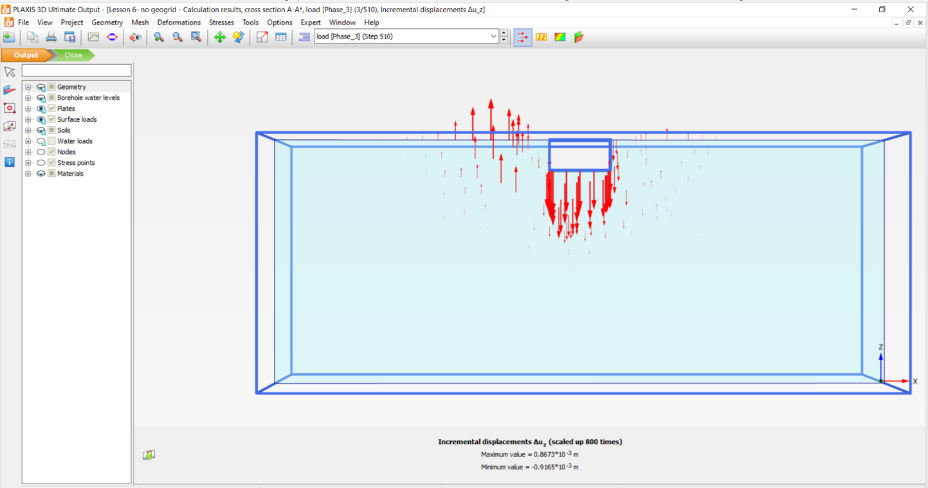 PLAXIS 3D Ultimate Output - [Lesson 6- no geogrid - Calculation results, cross section A-A*, load [Phase_3] (3/510), Incremental displacements Δu_z]
File View Project Geometry Mesh Deformations Stresses Tools Options Expert Window Help
load [Phase_3] (Step 510)
Output Close
Geometry
Borehole water levels
Plates
Surface loads
Soils
Water loads
Nodes
Stress points
Materials
Z
X
Incremental displacements Δuz (scaled up 800 times)
Maximum value = 0.8673*10-3 m
Minimum value = -0.9165*10-3 m